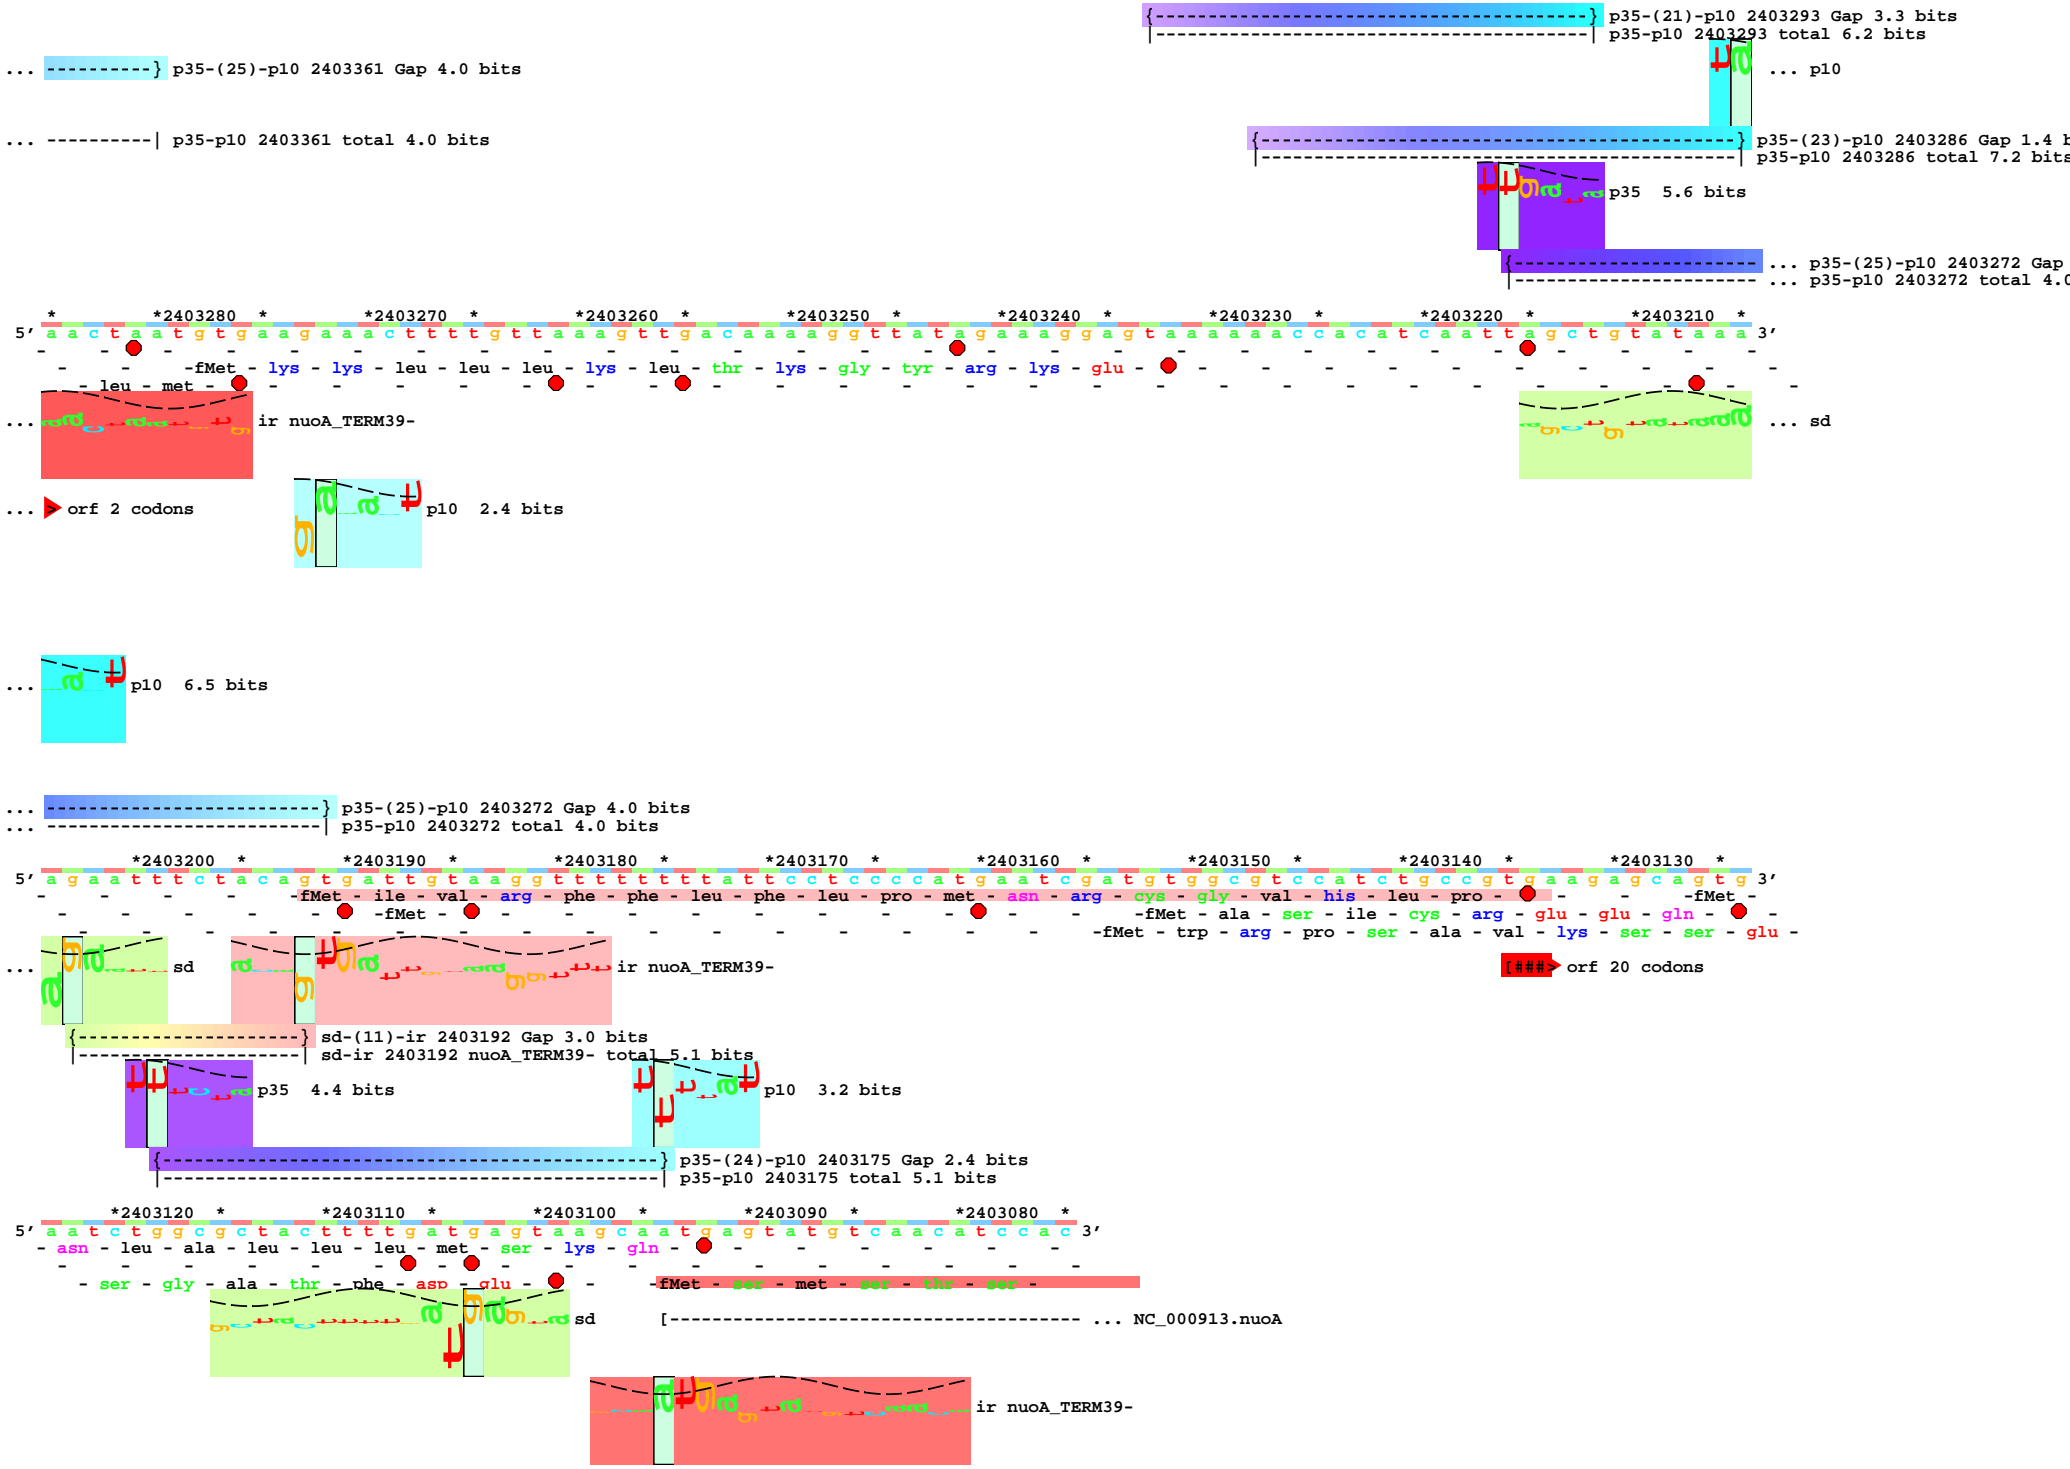 p35-(21)-p10 2403293 Gap 3.3 bits
p35-p10 2403293 total 6.2 bits
... p35-(25)-p10 2403361 Gap 4.0 bits
t a ... p10
... p35-p10 2403361 total 4.0 bits
p35-(23)-p10 2403286 Gap 1.4 b
p35-p10 2403286 total 7.2 bits
t t g a t a p35 5.6 bits
... p35-(25)-p10 2403272 Gap
... p35-p10 2403272 total 4.0
* *2403280 * *2403270 * *2403260 * *2403250 * *2403240 * *2403230 * *2403220 * *2403210 *
5' a a c t a a t g t g a a g a a a c t t t t g t t a a a g t t g a c a a a a g g t t a t a g a a a g g a g t a a a a a a c c a c a t c a a t t a g c t g t a t a a a 3'
-fMet - lys - lys - leu - leu - leu - lys - leu - thr - lys - gly - tyr - arg - lys - glu -
- leu - met -
... ir nuoA_TERM39-
... sd
... > orf 2 codons
g a a t p10 2.4 bits
... a t p10 6.5 bits
... p35-(25)-p10 2403272 Gap 4.0 bits
... p35-p10 2403272 total 4.0 bits
*2403200 * *2403190 * *2403180 * *2403170 * *2403160 * *2403150 * *2403140 * *2403130 *
5' a g a a t t t c t a c a g t g a t t g t a a g g t t t t t t t t a t t c c t c c c c a t g a a t c g a t g t g g c g t c c a t c t g c c g t g a a g a g c a g t g 3'
-fMet - ile - val - arg - phe - phe - leu - phe - leu - pro - met - asn - arg - cys - gly - val - his - leu - pro - -fMet -
-fMet - -fMet - ala - ser - ile - cys - arg - glu - glu - gln -
-fMet - trp - arg - pro - ser - ala - val - lys - ser - ser - glu -
... sd ir nuoA_TERM39-
[###> orf 20 codons
sd-(11)-ir 2403192 Gap 3.0 bits
sd-ir 2403192 nuoA_TERM39- total 5.1 bits
t t t c t a p35 4.4 bits t t t t a t p10 3.2 bits
p35-(24)-p10 2403175 Gap 2.4 bits
p35-p10 2403175 total 5.1 bits
*2403120 * *2403110 * *2403100 * *2403090 * *2403080 *
5' a a t c t g g c g c t a c t t t t g a t g a g t a a g c a a t g a g t a t g t c a a c a t c c a c 3'
- asn - leu - ala - leu - leu - leu - met - ser - lys - gln -
- ser - gly - ala - thr - phe - asp - glu -
-fMet - ser - met - ser - thr - ser -
g c t a c t t t t g a t g a g t a sd
[ ... NC_000913.nuoA
ir nuoA_TERM39-